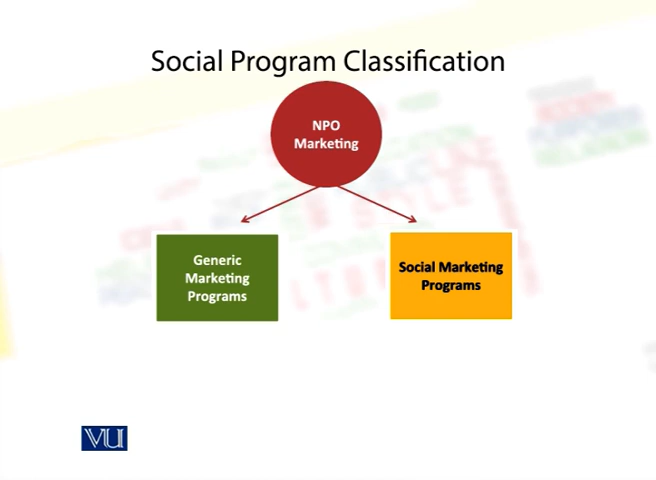 Social Program Classification
NPO
Marketing
Generic
Marketing
Programs
Social Marketing
Programs
VU